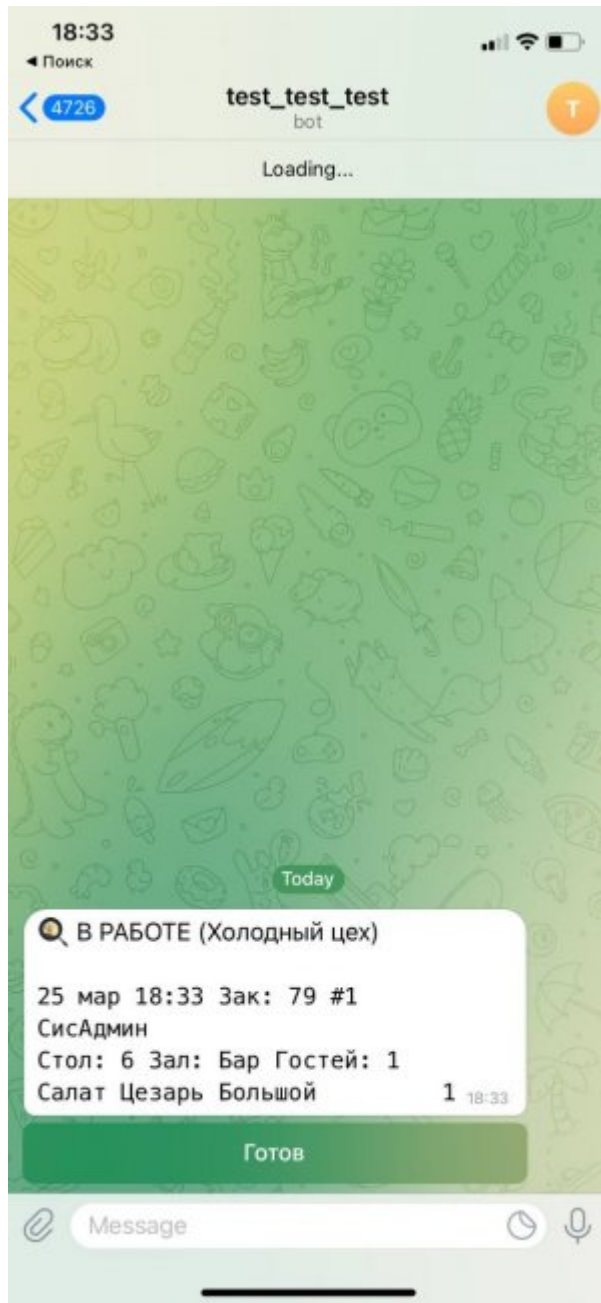 18:33
◀ Поиск
4726
test_test_test
bot
T
Loading...
Today
В РАБОТЕ (Холодный цех)
25 мар 18:33 Зак: 79 #1
СисАдмин
Стол: 6 Зал: Бар Гостей: 1
Салат Цезарь Большой 1 18:33
Готов
Message